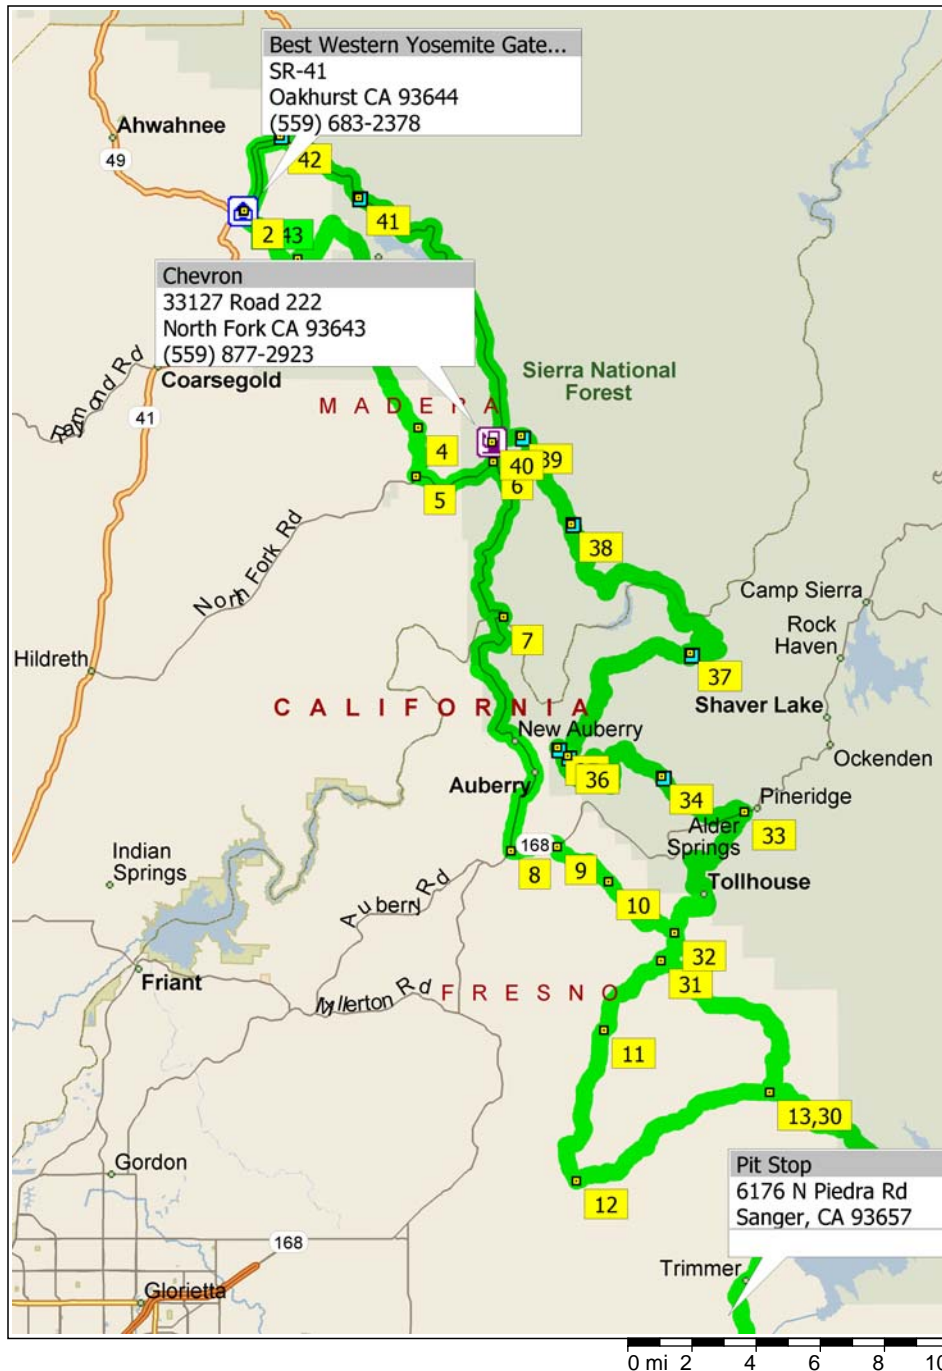 Best Western Yosemite Gate...
SR-41
Oakhurst CA 93644
(559) 683-2378
Ahwahnee
49
42
41
2
43
Chevron
33127 Road 222
North Fork CA 93643
(559) 877-2923
Coarsegold
Sierra National
Forest
MADERA
41
4
39
40
5
6
North Fork Rd
38
Camp Sierra
Rock
Haven
7
Hildreth
37
CALIFORNIA
Shaver Lake
New Auberry
Ockenden
Auberry
36
34
Pineridge
33
Alder
Springs
168
8
9
Indian
Springs
Tollhouse
Auberry Rd
10
32
Friant
31
Millerton Rd
FRESNO
11
13,30
Gordon
12
Pit Stop
6176 N Piedra Rd
Sanger, CA 93657
168
Trimmer
Glorietta
0 mi 2 4 6 8 10